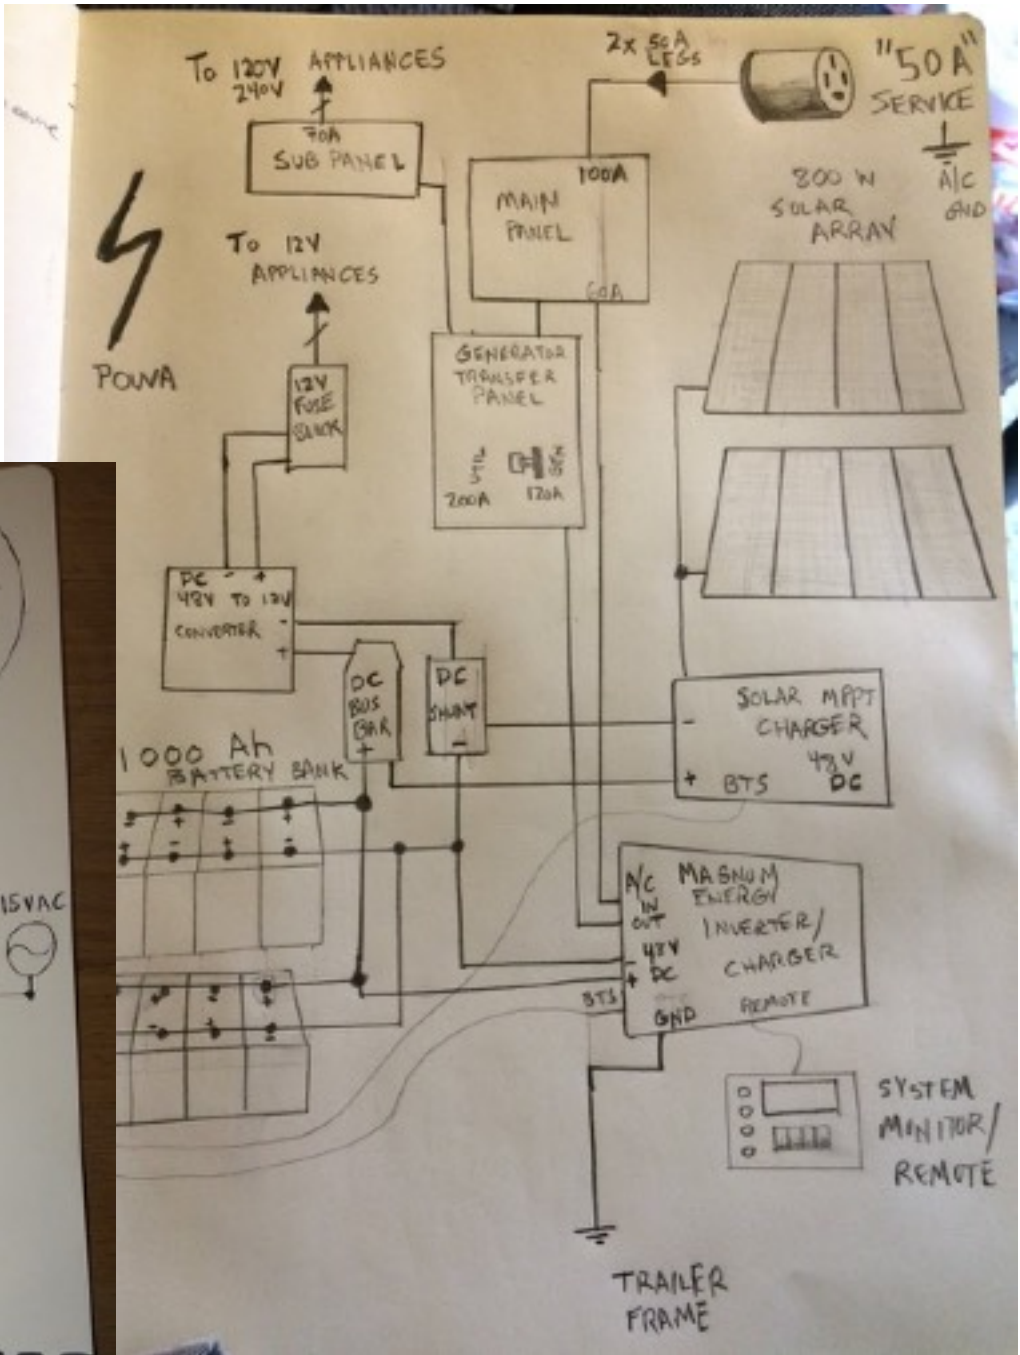 To 120V APPLIANCES
240V
70A
SUB PANEL
2x 50A
LEGS
"50A"
SERVICE
A/C
GND
100A
MAIN
PANEL
60A
800 W
SOLAR
ARRAY
POWA
To 12V
APPLIANCES
12V
FUSE
BLOCK
GENERATOR
TRANSFER
PANEL
200A
120A
DC - +
48V TO 12V
CONVERTER -
+
DC
BUS
BAR
+
DC
SHUNT
-
SOLAR MPPT
- CHARGER
48V
+ BTS DC
1000 Ah
BATTERY BANK
15VAC
A/C
IN
OUT
MAGNUM
ENERGY
INVERTER/
CHARGER
48V
- DC
+
BTS
GND
REMOTE
SYSTEM
MONITOR/
REMOTE
TRAILER
FRAME